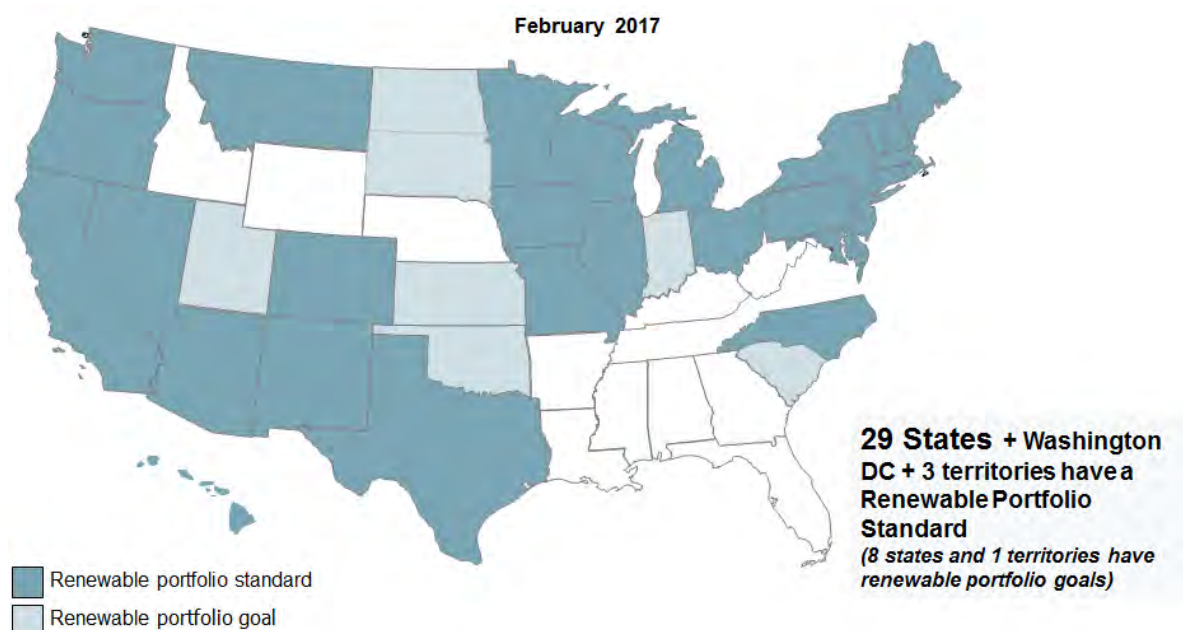 February 2017
29 States + Washington
DC + 3 territories have a
Renewable Portfolio
Standard
(8 states and 1 territories have
renewable portfolio goals)
Renewable portfolio standard
Renewable portfolio goal